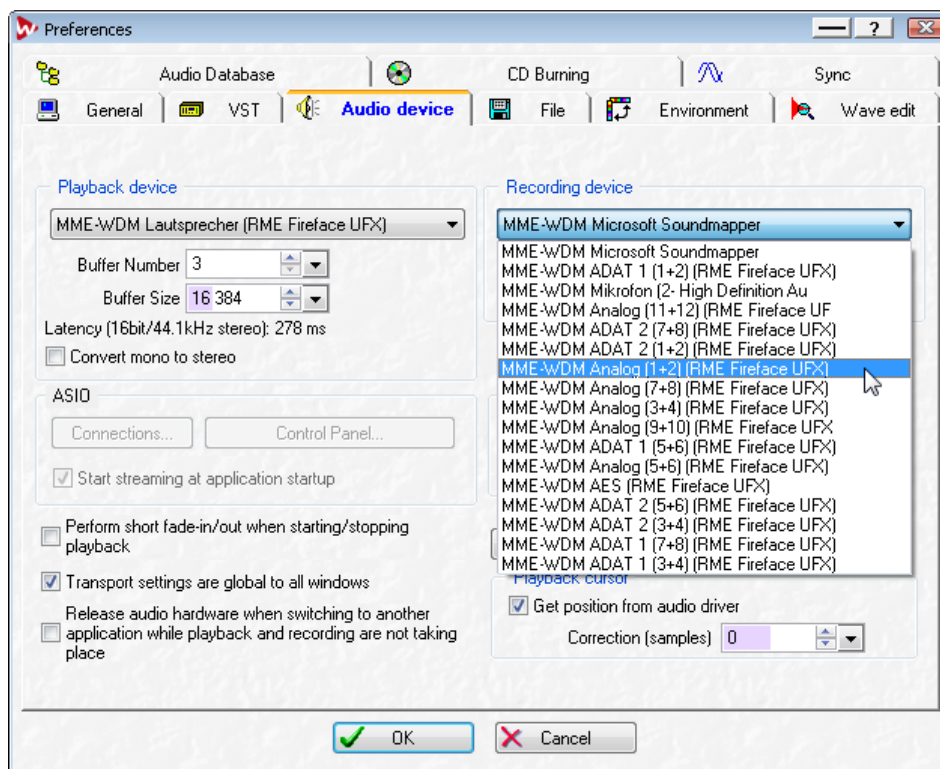 Preferences
?
Audio Database
CD Burning
Sync
General
VST
Audio device
File
Environment
Wave edit
Playback device
MME-WDM Lautsprecher (RME Fireface UFX)
Buffer Number 3
Buffer Size 16 384
Latency (16bit/44.1kHz stereo): 278 ms
Convert mono to stereo
ASIO
Connections...
Control Panel...
Start streaming at application startup
Perform short fade-in/out when starting/stopping
playback
Transport settings are global to all windows
Release audio hardware when switching to another
application while playback and recording are not taking
place
Recording device
MME-WDM Microsoft Soundmapper
MME-WDM Microsoft Soundmapper
MME-WDM ADAT 1 (1+2) (RME Fireface UFX)
MME-WDM Mikrofon (2- High Definition Au
MME-WDM Analog (11+12) (RME Fireface UF
MME-WDM ADAT 2 (7+8) (RME Fireface UFX)
MME-WDM ADAT 2 (1+2) (RME Fireface UFX)
MME-WDM Analog (1+2) (RME Fireface UFX)
MME-WDM Analog (7+8) (RME Fireface UFX)
MME-WDM Analog (3+4) (RME Fireface UFX)
MME-WDM Analog (9+10) (RME Fireface UFX
MME-WDM ADAT 1 (5+6) (RME Fireface UFX)
MME-WDM Analog (5+6) (RME Fireface UFX)
MME-WDM AES (RME Fireface UFX)
MME-WDM ADAT 2 (5+6) (RME Fireface UFX)
MME-WDM ADAT 2 (3+4) (RME Fireface UFX)
MME-WDM ADAT 1 (7+8) (RME Fireface UFX)
MME-WDM ADAT 1 (3+4) (RME Fireface UFX)
Playback cursor
Get position from audio driver
Correction (samples) 0
OK
Cancel